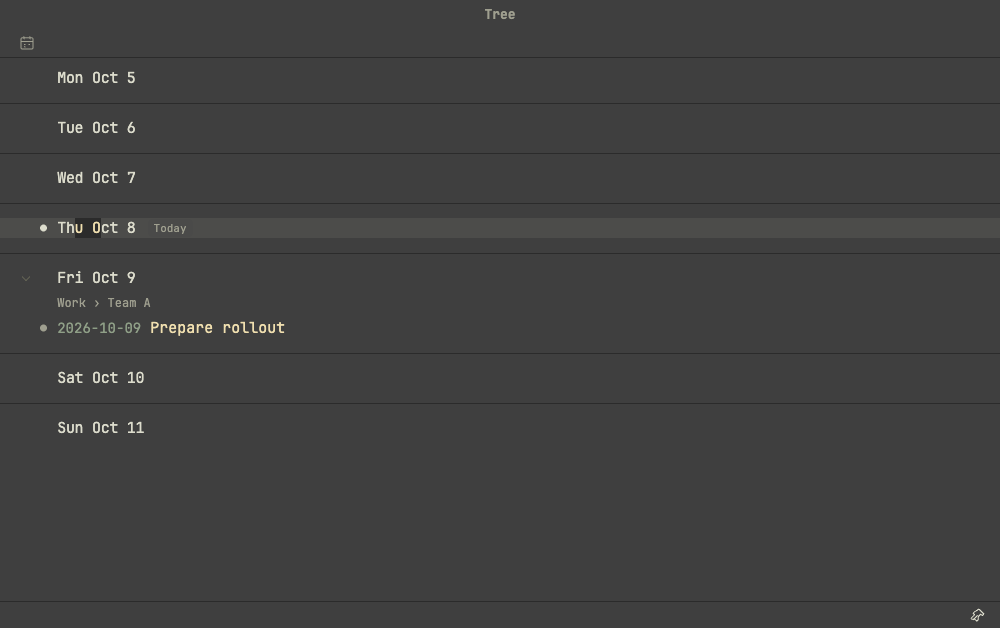 Tree
Mon Oct 5
Tue Oct 6
Wed Oct 7
Thu Oct 8 Today
Fri Oct 9
Work › Team A
2026-10-09 Prepare rollout
Sat Oct 10
Sun Oct 11